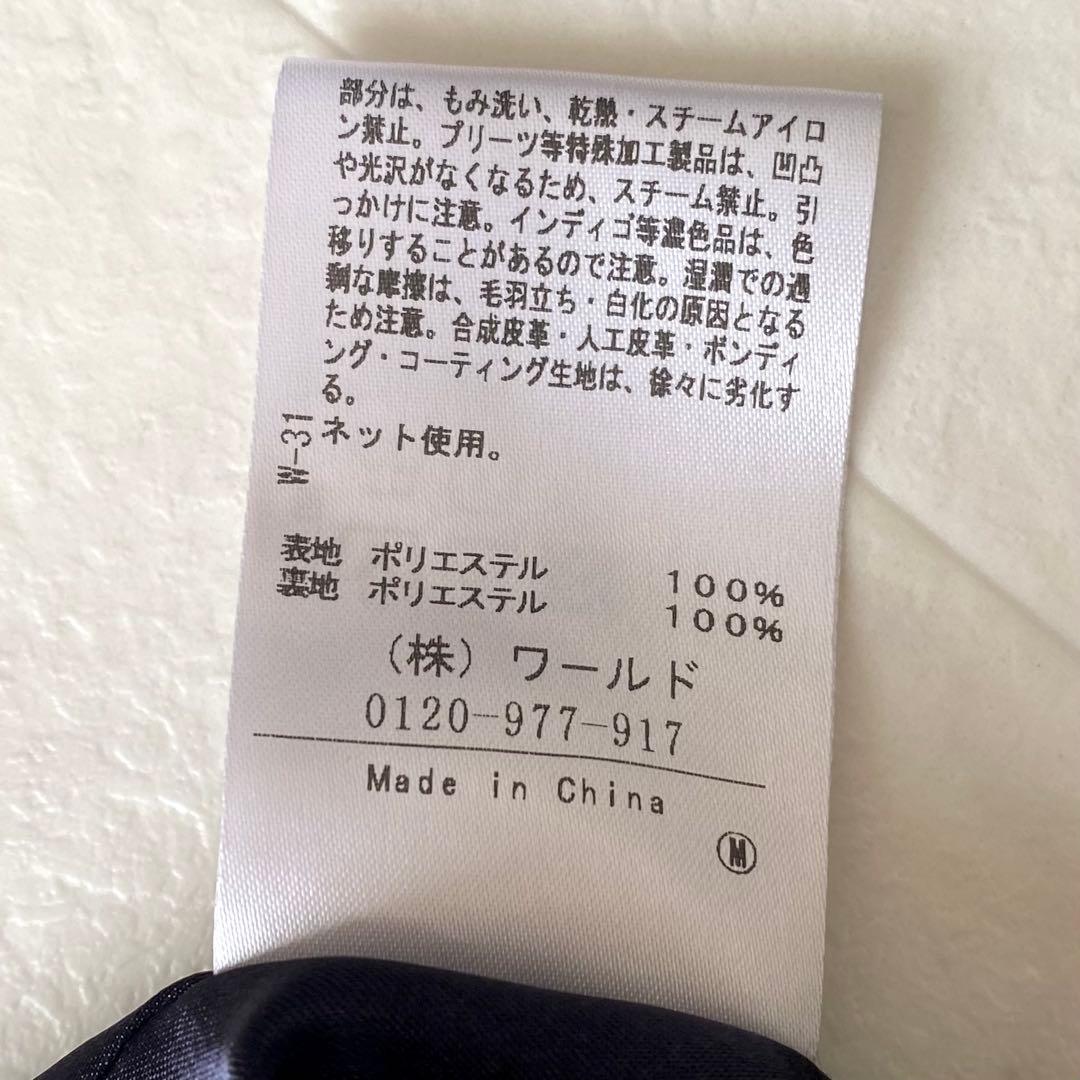 部分は、もみ洗い、乾熱・スチームアイロ
ン禁止。プリーツ等特殊加工製品は、凹凸
や光沢がなくなるため、スチーム禁止。引
っかけに注意。インディゴ等濃色品は、色
移りすることがあるので注意。湿潤での過
剰な摩擦は、毛羽立ち・白化の原因となる
ため注意。合成皮革・人工皮革・ボンディ
ング・コーティング生地は、徐々に劣化す
る。
W-31
ネット使用。
表地 ポリエステル 100%
裏地 ポリエステル 100%
(株) ワールド
0120-977-917
Made in China
M